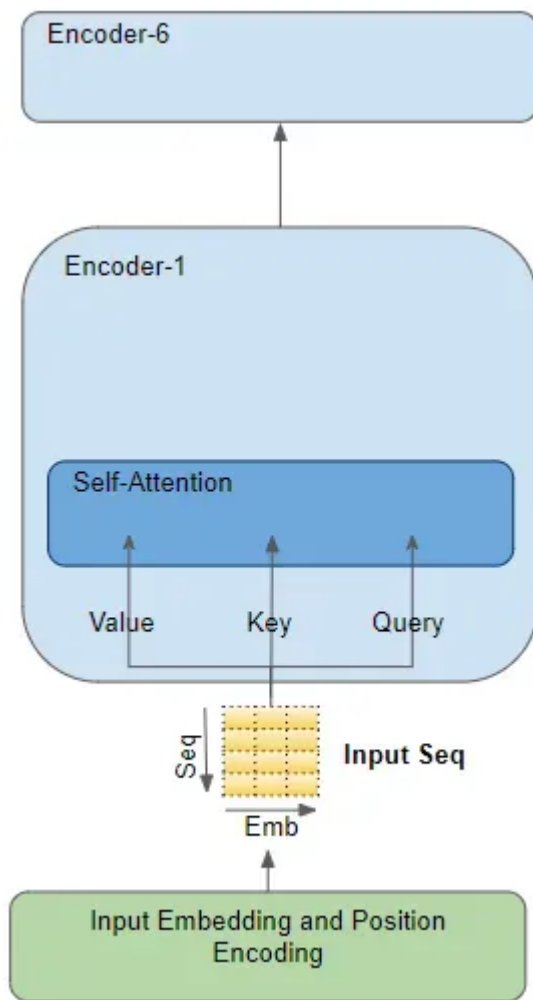 Encoder-6
Encoder-1
Self-Attention
Value Key Query
Seq
Input Seq
Emb
Input Embedding and Position
Encoding